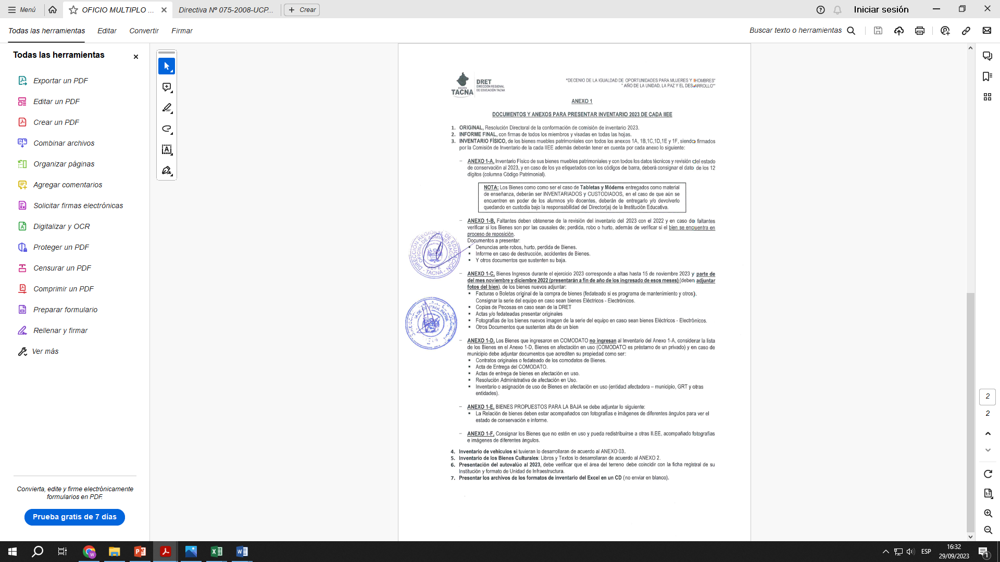 Menú
OFICIO MULTIPLO ...
Directiva Nº 075-2008-UCP...
Crear
Iniciar sesión
Todas las herramientas
Editar
Convertir
Firmar
Buscar texto o herramientas
Todas las herramientas
Exportar un PDF
Editar un PDF
Crear un PDF
Combinar archivos
Organizar páginas
Agregar comentarios
Solicitar firmas electrónicas
Digitalizar y OCR
Proteger un PDF
Censurar un PDF
Comprimir un PDF
Preparar formulario
Rellenar y firmar
Ver más
Convierta, edite y firme electrónicamente
formularios en PDF.
Prueba gratis de 7 días
REGIÓN
TACNA
DRET
DIRECCIÓN REGIONAL
DE EDUCACIÓN TACNA
"DECENIO DE LA IGUALDAD DE OPORTUNIDADES PARA MUJERES Y HOMBRES"
" AÑO DE LA UNIDAD, LA PAZ Y EL DESARROLLO""
ANEXO 1
DOCUMENTOS Y ANEXOS PARA PRESENTAR INVENTARIO 2023 DE CADA IIEE
1. ORIGINAL, Resolución Directoral de la conformación de comisión de inventario 2023.
2. INFORME FINAL, con firmas de todos los miembros y visadas en todas las hojas.
3. INVENTARIO FÍSICO, de los bienes muebles patrimoniales con todos los anexos 1A, 1B,1C,1D,1E y 1F, siendo firmados
por la Comisión de Inventario de la cada IIEE además deberán tener en cuenta por cada anexo lo siguiente:
– ANEXO 1-A, Inventario Físico de sus bienes muebles patrimoniales y con todos los datos técnicos y revisión del estado
de conservación al 2023, y en caso de los ya etiquetados con los códigos de barra, deberá consignar el dato de los 12
dígitos (columna Código Patrimonial).
NOTA: Los Bienes como como ser el caso de Tabletas y Módems entregados como material
de enseñanza, deberán ser INVENTARIADOS y CUSTODIADOS, en el caso de que aún se
encuentren en poder de los alumnos y/o docentes, deberán de entregarlo y/o devolverlo
quedando en custodia bajo la responsabilidad del Director(a) de la Institución Educativa.
– ANEXO 1-B, Faltantes deben obtenerse de la revisión del inventario del 2023 con el 2022 y en caso de faltantes
verificar si los Bienes son por las causales de; perdida, robo o hurto, además de verificar si el bien se encuentra en
proceso de reposición.
Documentos a presentar:
▪ Denuncias ante robos, hurto, perdida de Bienes.
▪ Informe en caso de destrucción, accidentes de Bienes.
▪ Y otros documentos que sustenten su baja.
DIRECCIÓN REGIONAL DE EDUCACIÓN
OFICINA DE ADMINISTRACIÓN
JEFE
- TACNA -
– ANEXO 1-C, Bienes Ingresos durante el ejercicio 2023 corresponde a altas hasta 15 de noviembre 2023 y parte de
del mes noviembre y diciembre 2022 (presentarán a fin de año de los ingresado de esos meses) (deben adjuntar
fotos del bien), de los bienes nuevos adjuntar:
▪ Facturas o Boletas original de la compra de bienes (fedateado si es programa de mantenimiento y otros).
Consignar la serie del equipo en caso sean bienes Eléctricos - Electrónicos.
▪ Copias de Pecosas en caso sean de la DRET
▪ Actas y/o fedateadas presentar originales
▪ Fotografías de los bienes nuevos imagen de la serie del equipo en caso sean bienes Eléctricos - Electrónicos.
▪ Otros Documentos que sustenten alta de un bien
– ANEXO 1-D, Los Bienes que ingresaron en COMODATO no ingresan al Inventario del Anexo 1-A, considerar la lista
de los Bienes en el Anexo 1-D, Bienes en afectación en uso (COMODATO es préstamo de un privado) y en caso de
municipio debe adjuntar documentos que acrediten su propiedad como ser:
▪ Contratos originales o fedateado de los comodatos de Bienes.
▪ Acta de Entrega del COMODATO.
▪ Actas de entrega de bienes en afectación en uso.
▪ Resolución Administrativa de afectación en Uso.
▪ Inventario o asignación de uso de Bienes en afectación en uso (entidad afectadora – municipio, GRT y otras
entidades).
– ANEXO 1-E, BIENES PROPUESTOS PARA LA BAJA se debe adjuntar lo siguiente:
▪ La Relación de bienes deben estar acompañados con fotografías e imágenes de diferentes ángulos para ver el
estado de conservación e informe.
– ANEXO 1-F, Consignar los Bienes que no estén en uso y pueda redistribuirse a otras II.EE, acompañado fotografías
e imágenes de diferentes ángulos.
4. Inventario de vehículos si tuvieran lo desarrollaran de acuerdo al ANEXO 03.
5. Inventario de los Bienes Culturales: Libros y Textos lo desarrollaran de acuerdo al ANEXO 2.
6. Presentación del autovalúo al 2023, debe verificar que el área del terreno debe coincidir con la ficha registral de su
Institución y formato de Unidad de Infraestructura.
7. Presentar los archivos de los formatos de inventario del Excel en un CD (no enviar en blanco).
2
2
1:1
W
ESP
16:32
29/09/2023
1